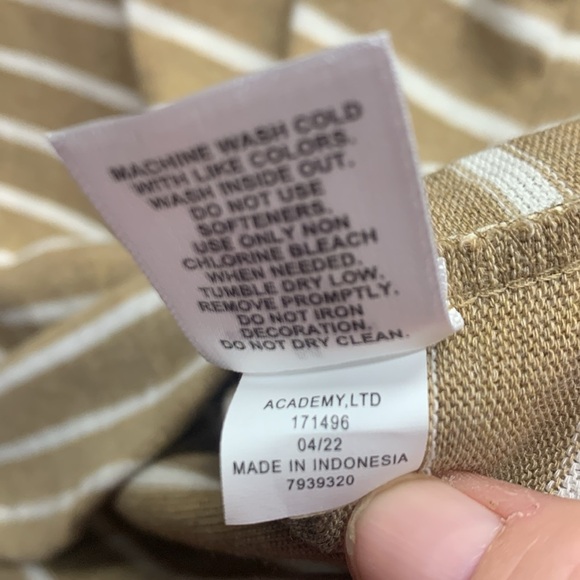 MACHINE WASH COLD
WITH LIKE COLORS.
WASH INSIDE OUT.
DO NOT USE
SOFTENERS.
USE ONLY NON
CHLORINE BLEACH
WHEN NEEDED.
TUMBLE DRY LOW.
REMOVE PROMPTLY.
DO NOT IRON
DECORATION.
DO NOT DRY CLEAN.
ACADEMY,LTD
171496
04/22
MADE IN INDONESIA
7939320